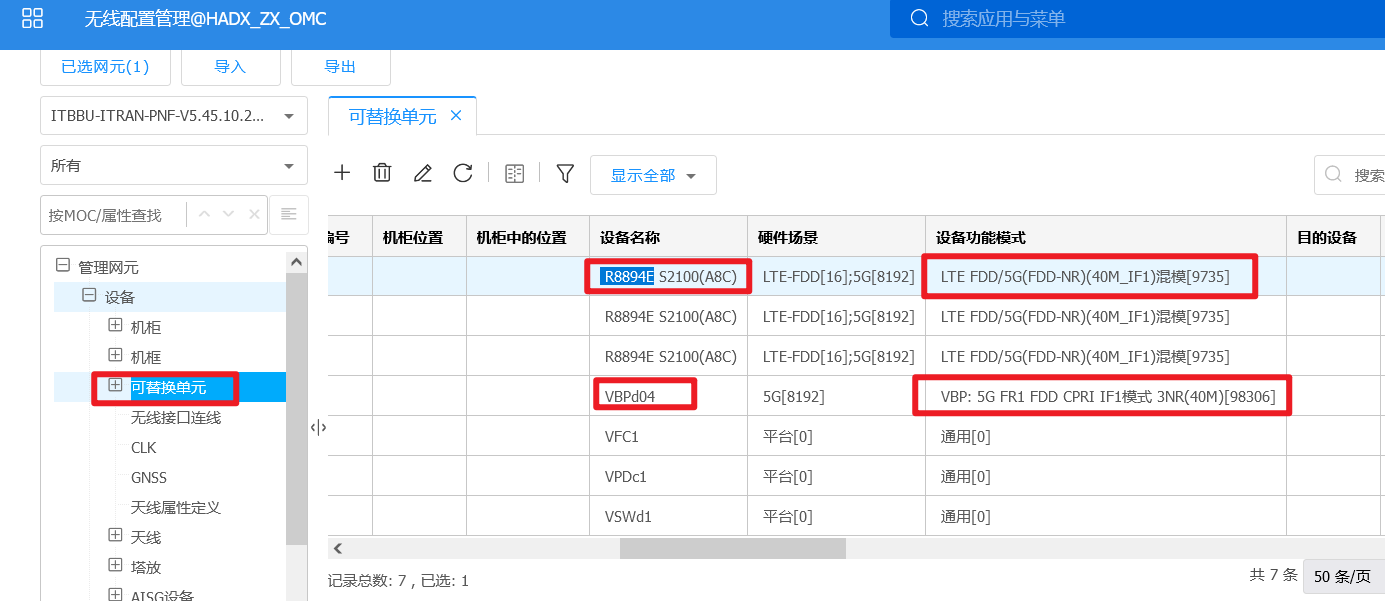 无线配置管理@HADX_ZX_OMC
搜索应用与菜单
已选网元(1)
导入
导出
ITBBU-ITRAN-PNF-V5.45.10.2...
可替换单元
所有
显示全部
搜索
按MOC/属性查找
编号 机柜位置 机柜中的位置 设备名称 硬件场景 设备功能模式 目的设备
R8894E S2100(A8C) LTE-FDD[16];5G[8192] LTE FDD/5G(FDD-NR)(40M_IF1)混模[9735]
R8894E S2100(A8C) LTE-FDD[16];5G[8192] LTE FDD/5G(FDD-NR)(40M_IF1)混模[9735]
R8894E S2100(A8C) LTE-FDD[16];5G[8192] LTE FDD/5G(FDD-NR)(40M_IF1)混模[9735]
VBPd04 5G[8192] VBP: 5G FR1 FDD CPRI IF1模式 3NR(40M)[98306]
VFC1 平台[0] 通用[0]
VPDc1 平台[0] 通用[0]
VSWd1 平台[0] 通用[0]
管理网元
设备
机柜
机框
可替换单元
无线接口连线
CLK
GNSS
天线属性定义
天线
塔放
AISG设备
记录总数: 7 , 已选: 1
共 7 条
50 条/页